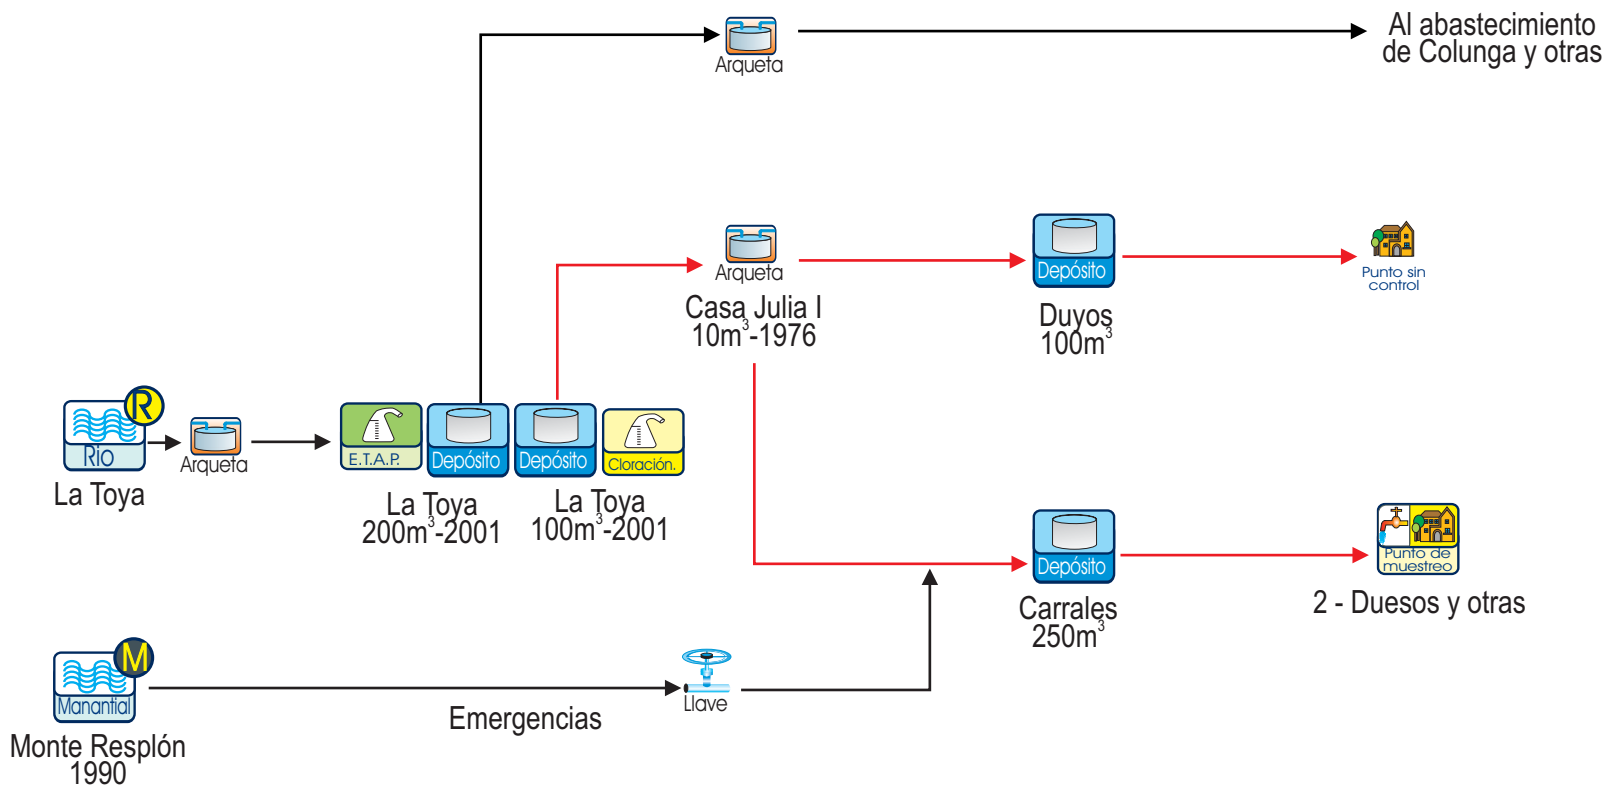 Al abastecimiento
de Colunga y otras
Arqueta
Arqueta
Casa Julia I
10m³-1976
Depósito
Duyos
100m³
Punto sin
control
R
Rio
La Toya
Arqueta
E.T.A.P.
Depósito
La Toya
200m³-2001
Depósito
Cloración.
La Toya
100m³-2001
Depósito
Carrales
250m³
Punto de
muestreo
2 - Duesos y otras
M
Manantial
Monte Resplón
1990
Emergencias
Llave